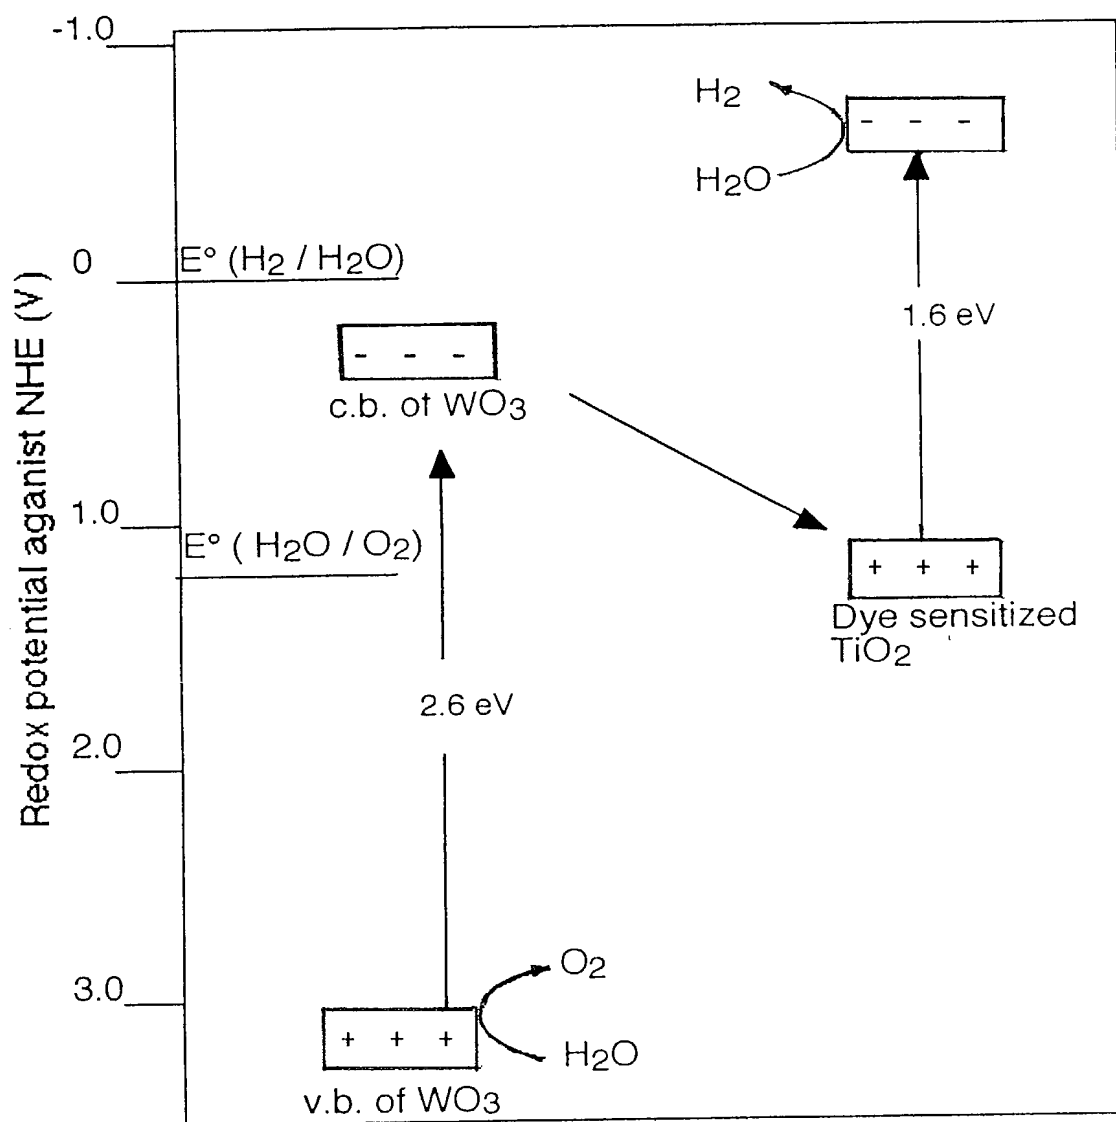 -1.0
H2
- - -
H2O
0
E° (H2 / H2O)
1.6 eV
- - -
c.b. of WO3
1.0
E° ( H2O / O2)
+ + +
Dye sensitized
TiO2
2.6 eV
2.0
Redox potential aganist NHE (V)
O2
3.0
+ + +
H2O
v.b. of WO3